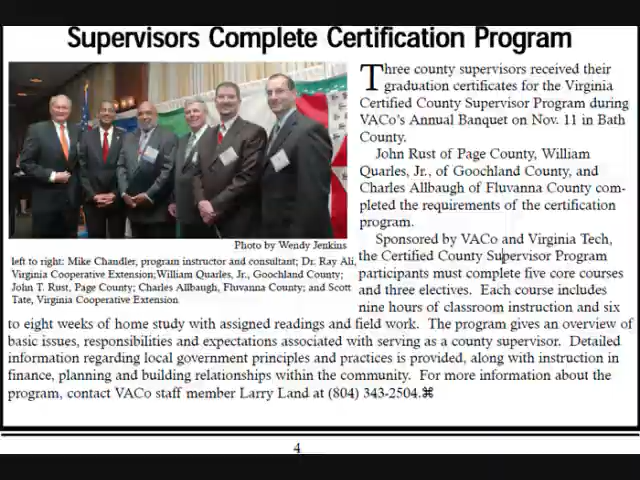 Supervisors Complete Certification Program
Three county supervisors received their
graduation certificates for the Virginia
Certified County Supervisor Program during
VACo's Annual Banquet on Nov. 11 in Bath
County.
John Rust of Page County, William
Quarles, Jr., of Goochland County, and
Charles Allbaugh of Fluvanna County com-
pleted the requirements of the certification
program.
Photo by Wendy Jenkins
left to right: Mike Chandler, program instructor and consultant; Dr. Ray Ali,
Virginia Cooperative Extension;William Quarles, Jr., Goochland County;
John T. Rust, Page County; Charles Allbaugh, Fluvanna County; and Scott
Tate, Virginia Cooperative Extension
Sponsored by VACo and Virginia Tech,
the Certified County Supervisor Program
participants must complete five core courses
and three electives. Each course includes
nine hours of classroom instruction and six
to eight weeks of home study with assigned readings and field work. The program gives an overview of
basic issues, responsibilities and expectations associated with serving as a county supervisor. Detailed
information regarding local government principles and practices is provided, along with instruction in
finance, planning and building relationships within the community. For more information about the
program, contact VACo staff member Larry Land at (804) 343-2504.⌘
4